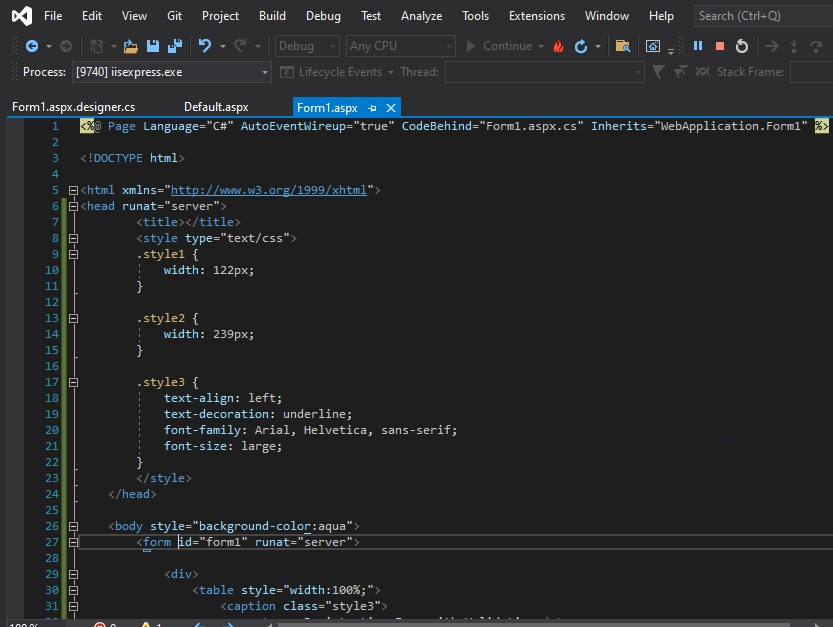 File Edit View Git Project Build Debug Test Analyze Tools Extensions Window Help Search (Ctrl+Q)
Debug Any CPU Continue
Process: [9740] iisexpress.exe Lifecycle Events Thread: Stack Frame:
Form1.aspx.designer.cs Default.aspx Form1.aspx
1 <%@ Page Language="C#" AutoEventWireup="true" CodeBehind="Form1.aspx.cs" Inherits="WebApplication.Form1" %>
2
3 <!DOCTYPE html>
4
5 <html xmlns="http://www.w3.org/1999/xhtml">
6 <head runat="server">
7 <title></title>
8 <style type="text/css">
9 .style1 {
10 width: 122px;
11 }
12
13 .style2 {
14 width: 239px;
15 }
16
17 .style3 {
18 text-align: left;
19 text-decoration: underline;
20 font-family: Arial, Helvetica, sans-serif;
21 font-size: large;
22 }
23 </style>
24 </head>
25
26 <body style="background-color:aqua">
27 <form id="form1" runat="server">
28
29 <div>
30 <table style="width:100%;">
31 <caption class="style3">